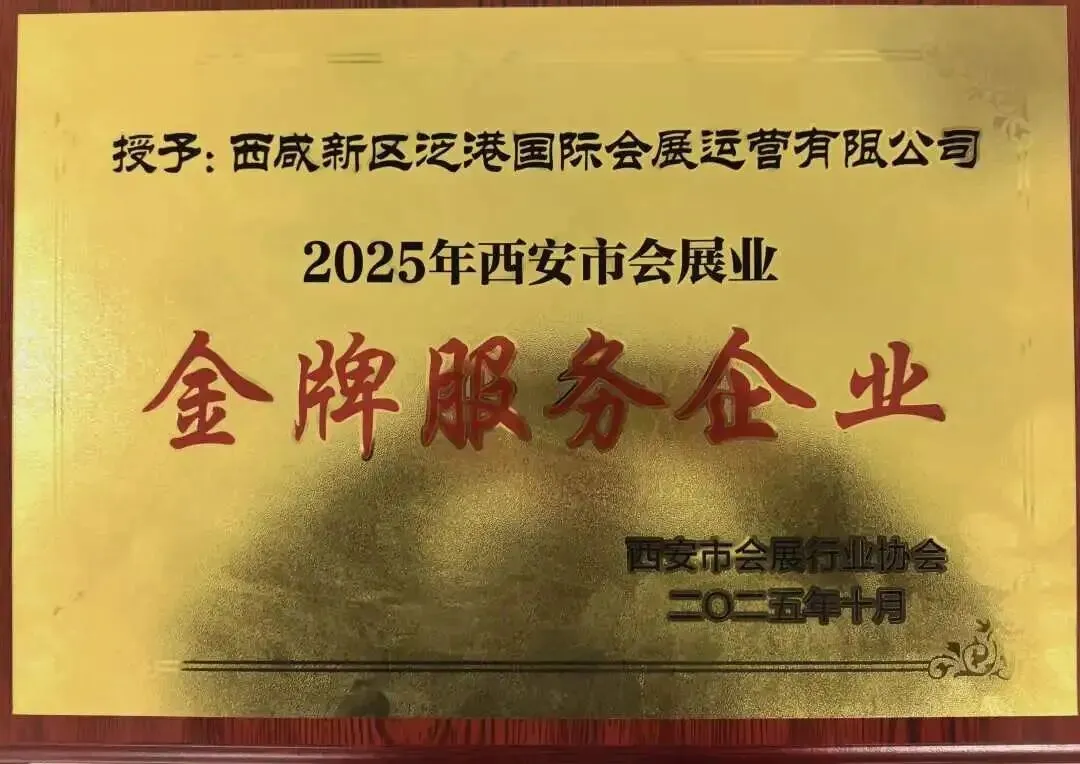 授予：西咸新区泛港国际会展运营有限公司
2025年西安市会展业
金牌服务企业
西安市会展行业协会
二〇二五年十月